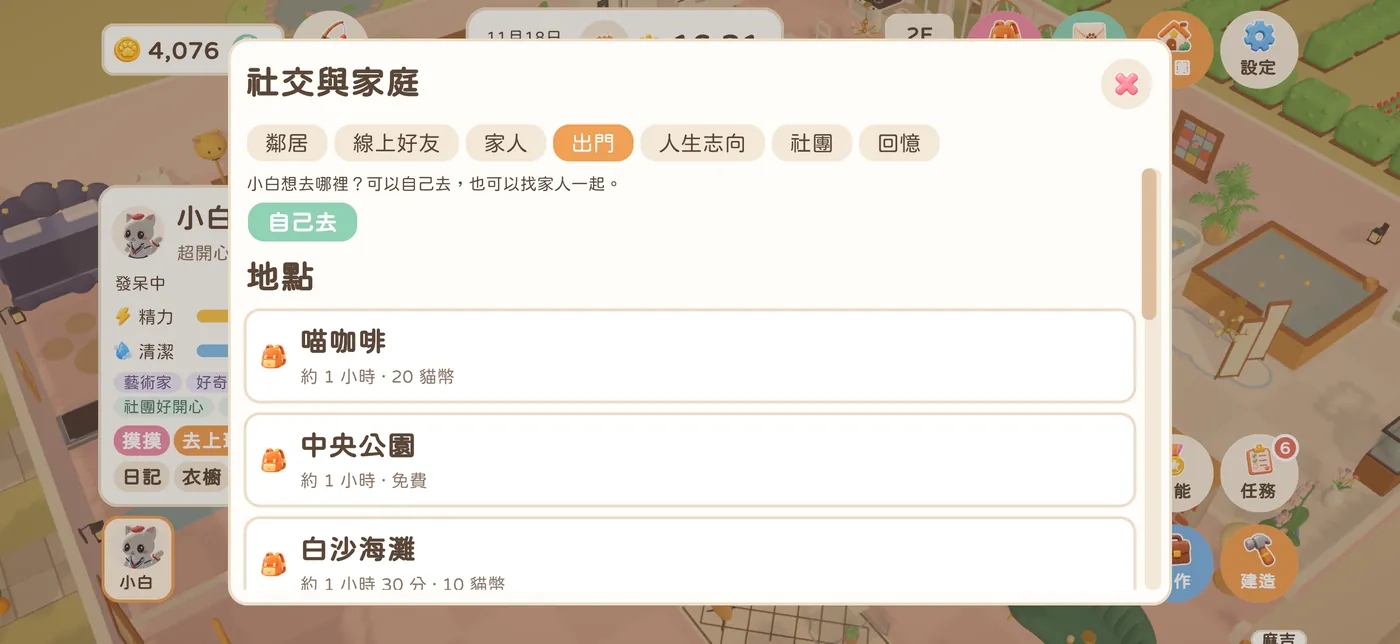 4,076
11月18日
2F
設定
社交與家庭
鄰居
線上好友
家人
出門
人生志向
社團
回憶
小白想去哪裡？可以自己去，也可以找家人一起。
自己去
地點
喵咖啡
約 1 小時 · 20 貓幣
中央公園
約 1 小時 · 免費
白沙海灘
約 1 小時 30 分 · 10 貓幣
小白
超開心
發呆中
精力
清潔
藝術家
好奇
社團好開心
摸摸
去上班
日記
衣櫥
小白
能
6
任務
作
建造
麻吉